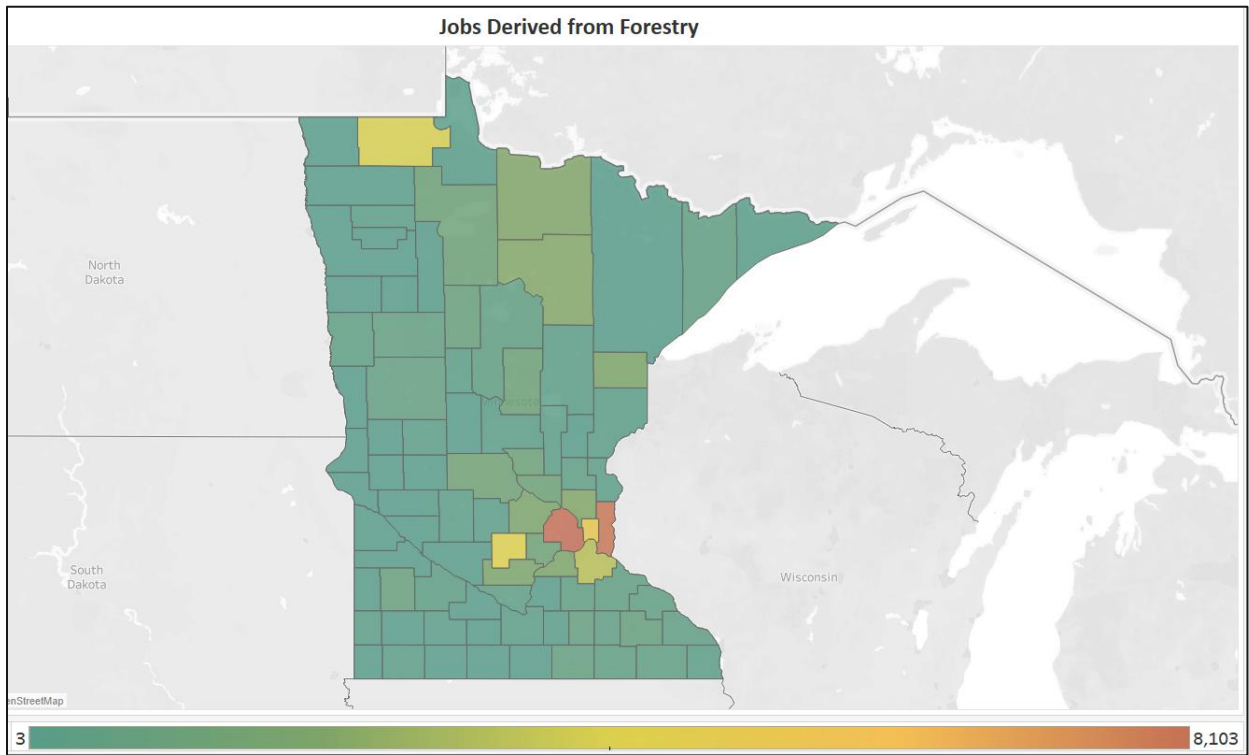 Jobs Derived from Forestry
North
Dakota
South
Dakota
Wisconsin
enStreetMap
3
8,103